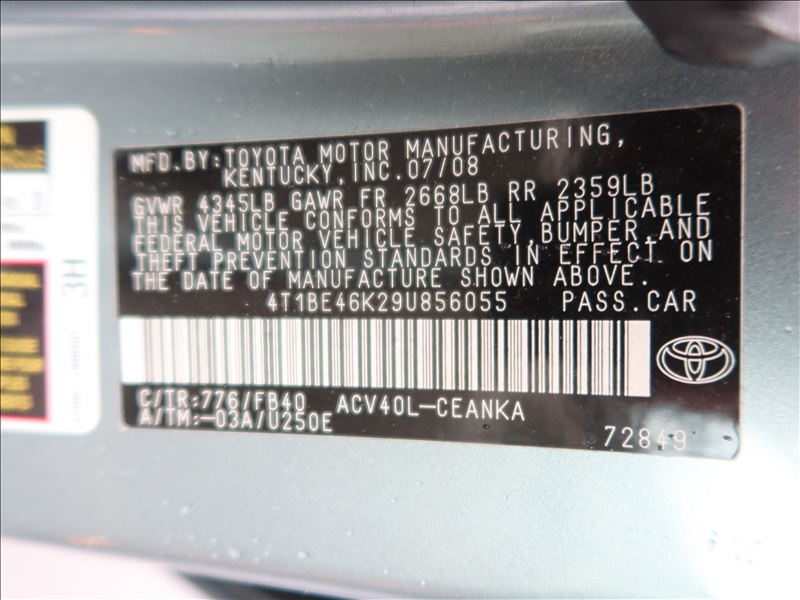 MFD.BY:TOYOTA MOTOR MANUFACTURING,
KENTUCKY,INC.07/08
GVWR 4345LB GAWR FR 2668LB RR 2359LB
THIS VEHICLE CONFORMS TO ALL APPLICABLE
FEDERAL MOTOR VEHICLE SAFETY,BUMPER,AND
THEFT PREVENTION STANDARDS IN EFFECT ON
THE DATE OF MANUFACTURE SHOWN ABOVE.
4T1BE46K29U856055 PASS.CAR
C/TR:776/FB40 ACV40L-CEANKA
A/TM:-03A/U250E
72849
3H